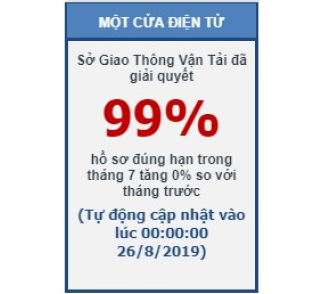 MỘT CỬA ĐIỆN TỬ
Sở Giao Thông Vận Tải đã
giải quyết
99%
hồ sơ đúng hạn trong
tháng 7 tăng 0% so với
tháng trước
(Tự động cập nhật vào
lúc 00:00:00
26/8/2019)